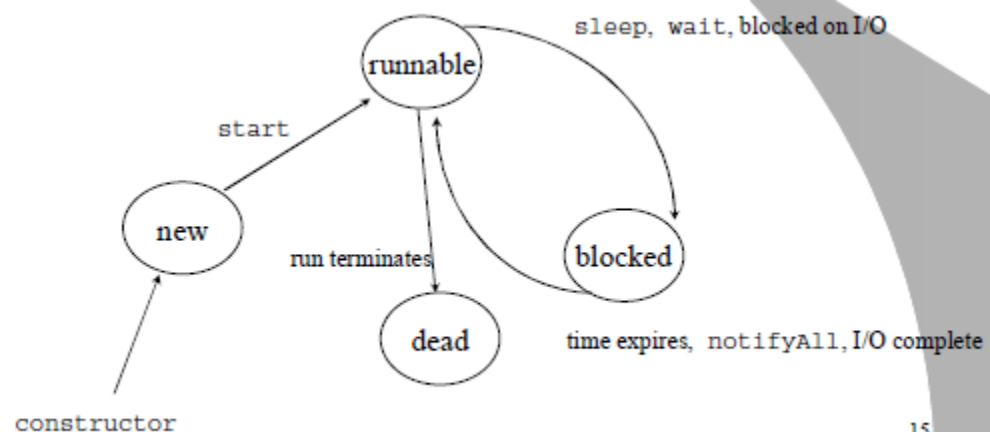 sleep, wait, blocked on I/O
runnable
start
new
run terminates
blocked
dead
time expires, notifyAll, I/O complete
constructor
15